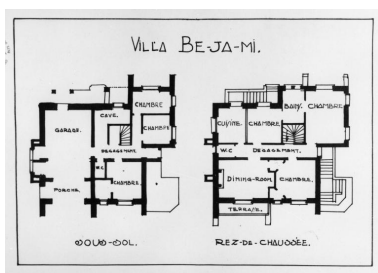 VILLA BE-JA-MI.
CAVE.
CHAMBRE
GARAGE.
CHAMBRE
DEGAGEMENT
W.C
CHAMBRE.
PORCHE.
SOUS-SOL.
BAIN.
CHAMBRE.
CUISINE.
CHAMBRE
W.C
DEGAGEMENT.
DINING-ROOM
CHAMBRE.
TERRASSE.
REZ-DE-CHAUSSÉE.